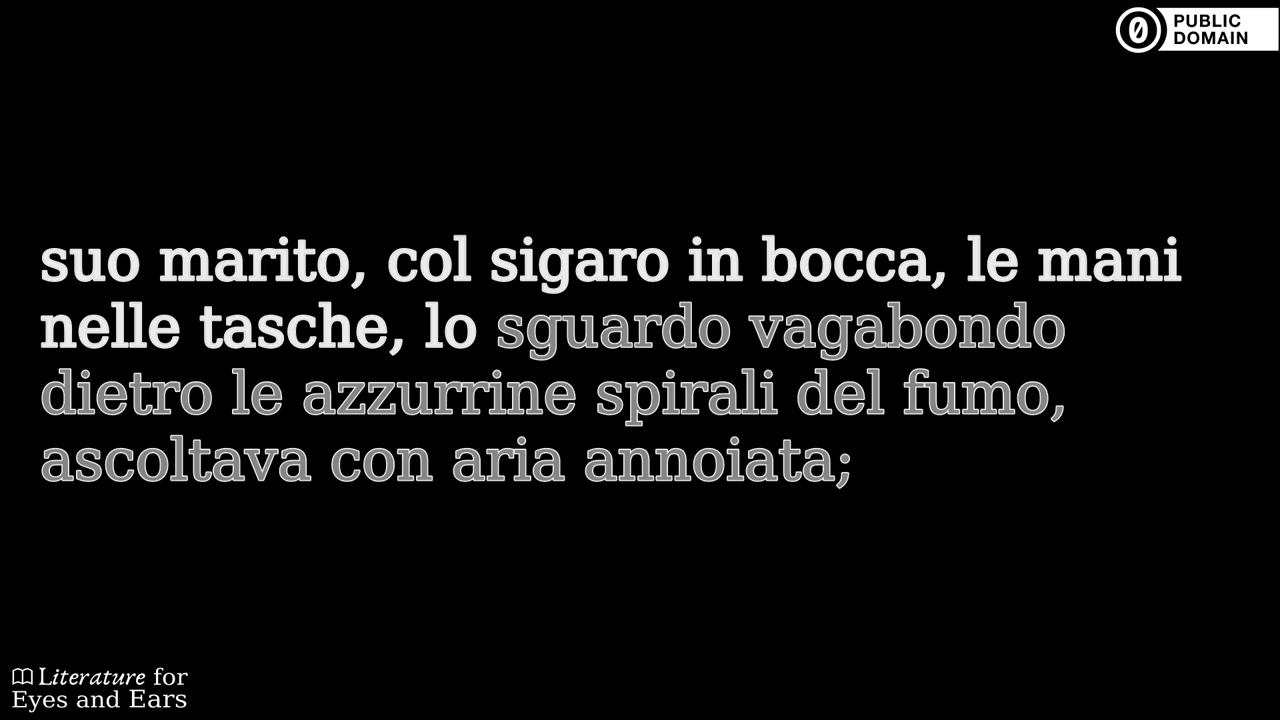 PUBLIC
DOMAIN
suo marito, col sigaro in bocca, le mani
nelle tasche, lo sguardo vagabondo
dietro le azzurrine spirali del fumo,
ascoltava con aria annoiata;
Literature for
Eyes and Ears